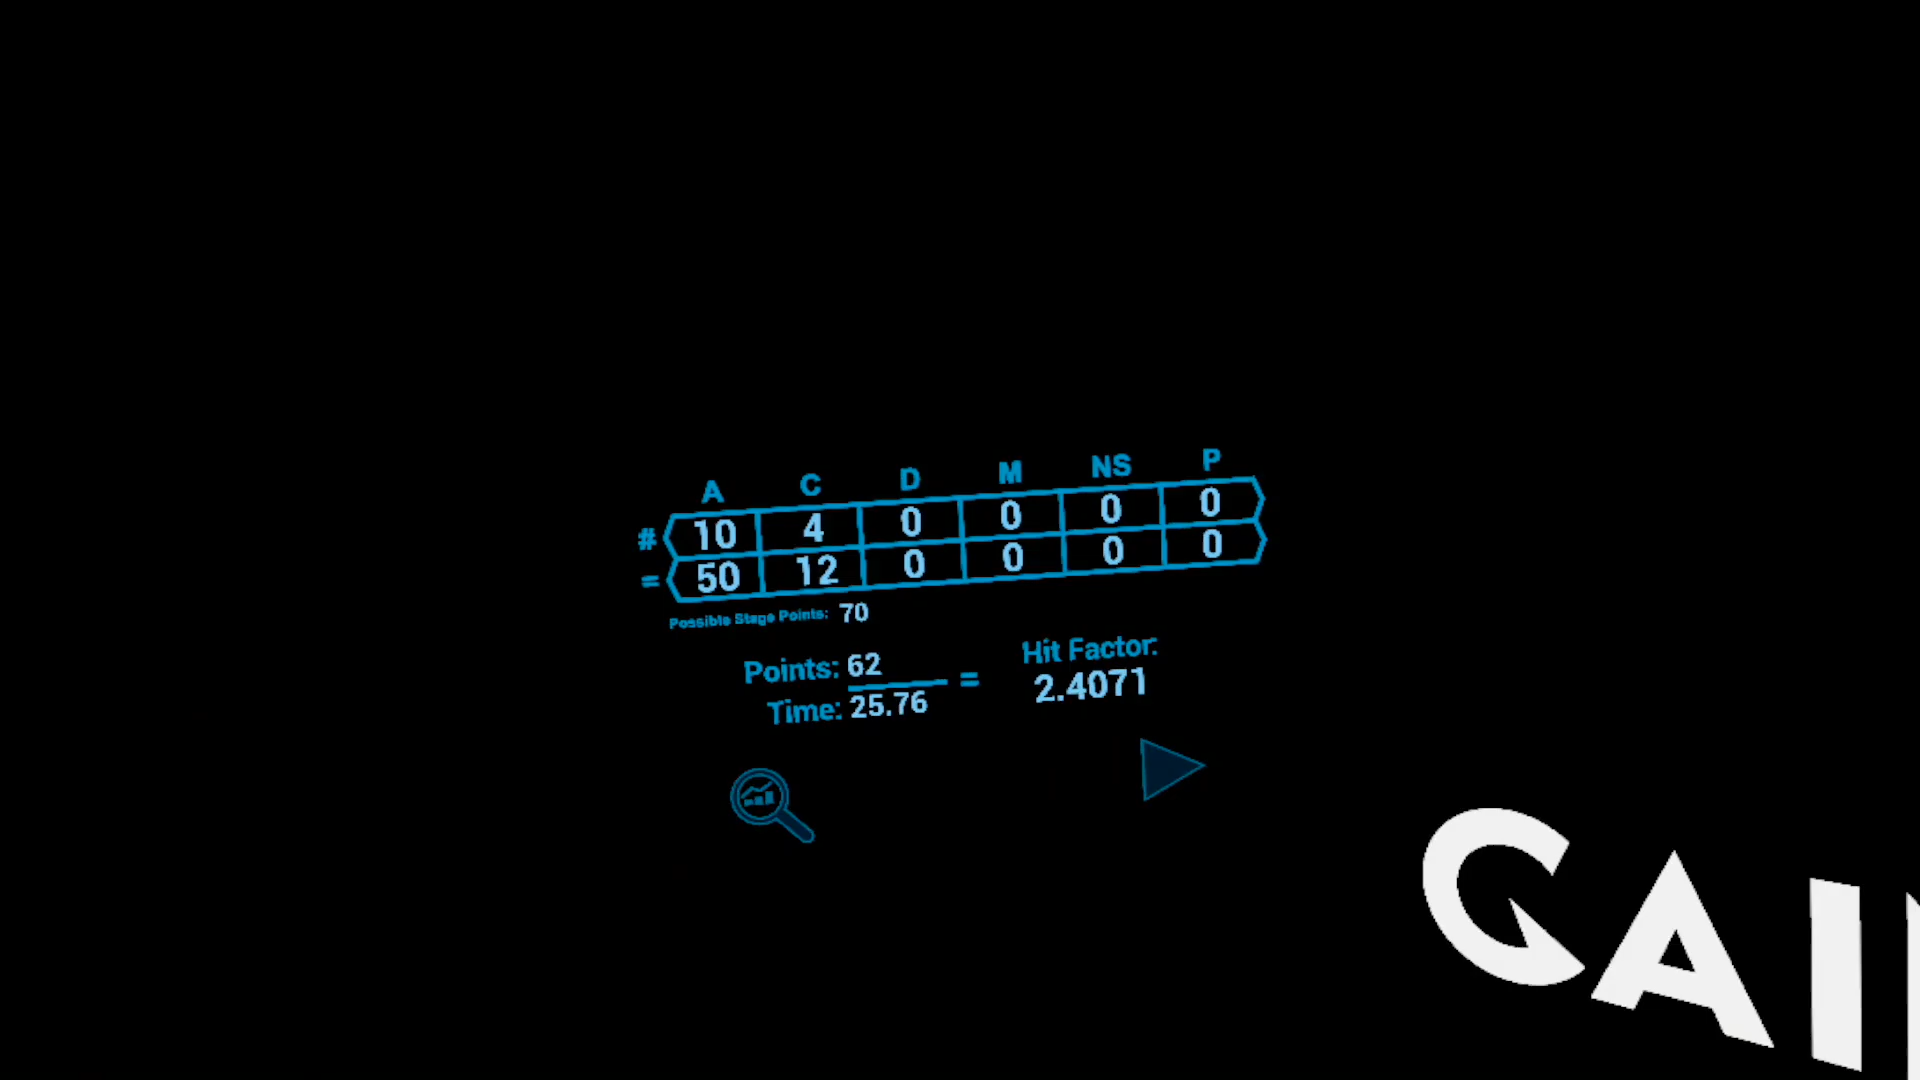 A C D M NS P
# 10 4 0 0 0 0
= 50 12 0 0 0 0
Possible Stage Points: 70
Points: 62
Time: 25.76
=
Hit Factor:
2.4071
GAI